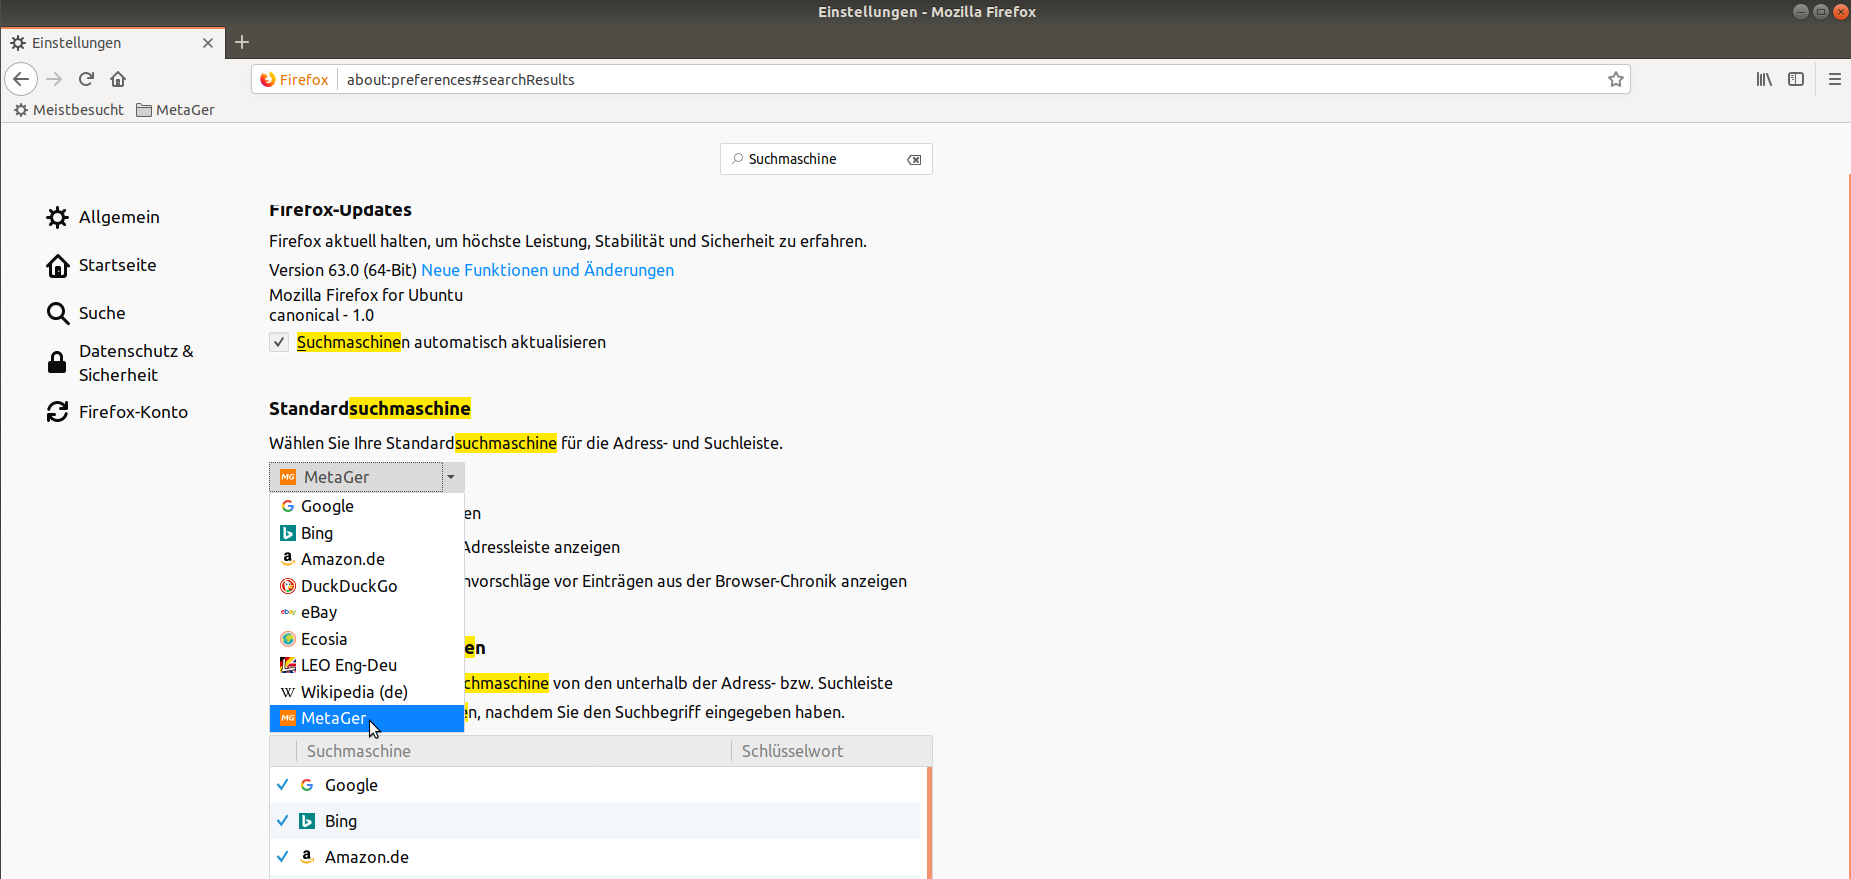 Einstellungen - Mozilla Firefox
Einstellungen
Firefox about:preferences#searchResults
Meistbesucht MetaGer
Suchmaschine
Allgemein
Startseite
Suche
Datenschutz &
Sicherheit
Firefox-Konto
Firefox-Updates
Firefox aktuell halten, um höchste Leistung, Stabilität und Sicherheit zu erfahren.
Version 63.0 (64-Bit) Neue Funktionen und Änderungen
Mozilla Firefox for Ubuntu
canonical - 1.0
Suchmaschinen automatisch aktualisieren
Standardsuchmaschine
Wählen Sie Ihre Standardsuchmaschine für die Adress- und Suchleiste.
MG MetaGer
Google
en
Bing
Adressleiste anzeigen
Amazon.de
nvorschläge vor Einträgen aus der Browser-Chronik anzeigen
DuckDuckGo
ebay eBay
Ecosia
en
LEO Eng-Deu
chmaschine von den unterhalb der Adress- bzw. Suchleiste
W Wikipedia (de)
en, nachdem Sie den Suchbegriff eingegeben haben.
MG MetaGer
Suchmaschine Schlüsselwort
Google
Bing
Amazon.de